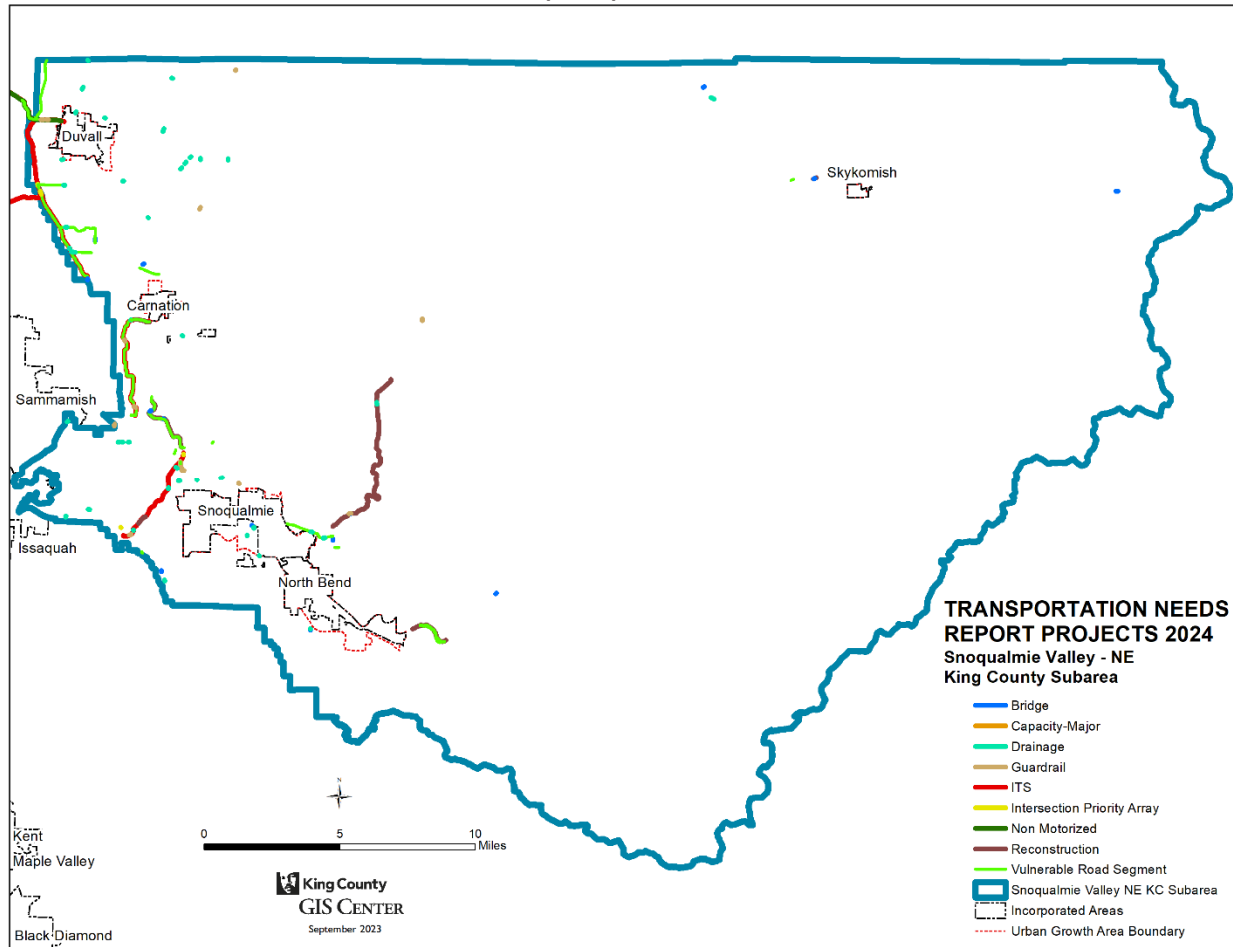 Duvall
Skykomish
Carnation
Sammamish
Snoqualmie
Issaquah
North Bend
TRANSPORTATION NEEDS
REPORT PROJECTS 2024
Snoqualmie Valley - NE
King County Subarea
Bridge
Capacity-Major
Drainage
Guardrail
ITS
Intersection Priority Array
Non Motorized
Reconstruction
Vulnerable Road Segment
Snoqualmie Valley NE KC Subarea
Incorporated Areas
Urban Growth Area Boundary
N
0 5 10
Miles
Kent
Maple Valley
Black Diamond
King County
GIS CENTER
September 2023